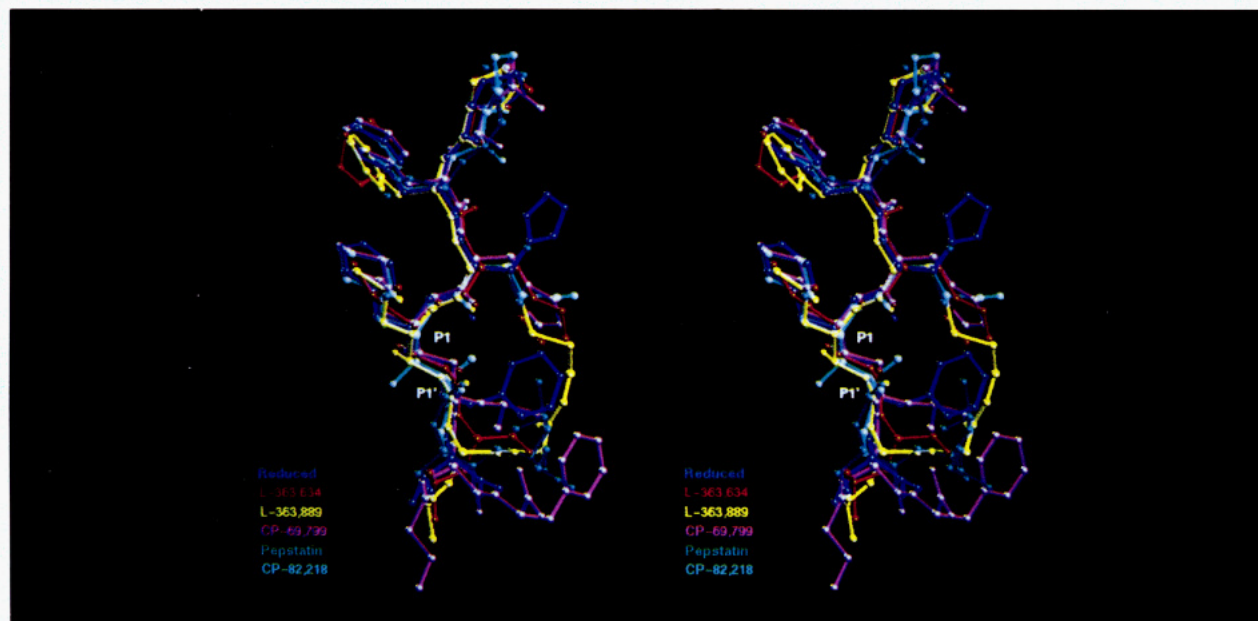 P1
P1
P1'
P1'
Reduced
L-363,634
L-363,889
CP-69,799
Pepstatin
CP-82,218
Reduced
L-363,634
L-363,889
CP-69,799
Pepstatin
CP-82,218